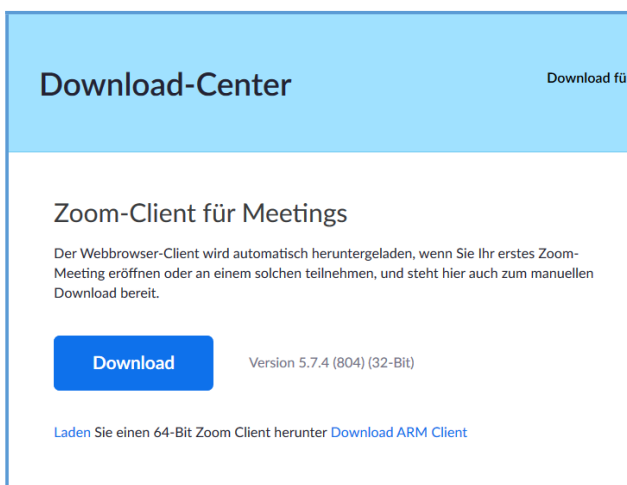 Download-Center
Download fü
Zoom-Client für Meetings
Der Webbrowser-Client wird automatisch heruntergeladen, wenn Sie Ihr erstes Zoom-
Meeting eröffnen oder an einem solchen teilnehmen, und steht hier auch zum manuellen
Download bereit.
Download
Version 5.7.4 (804) (32-Bit)
Laden Sie einen 64-Bit Zoom Client herunter Download ARM Client